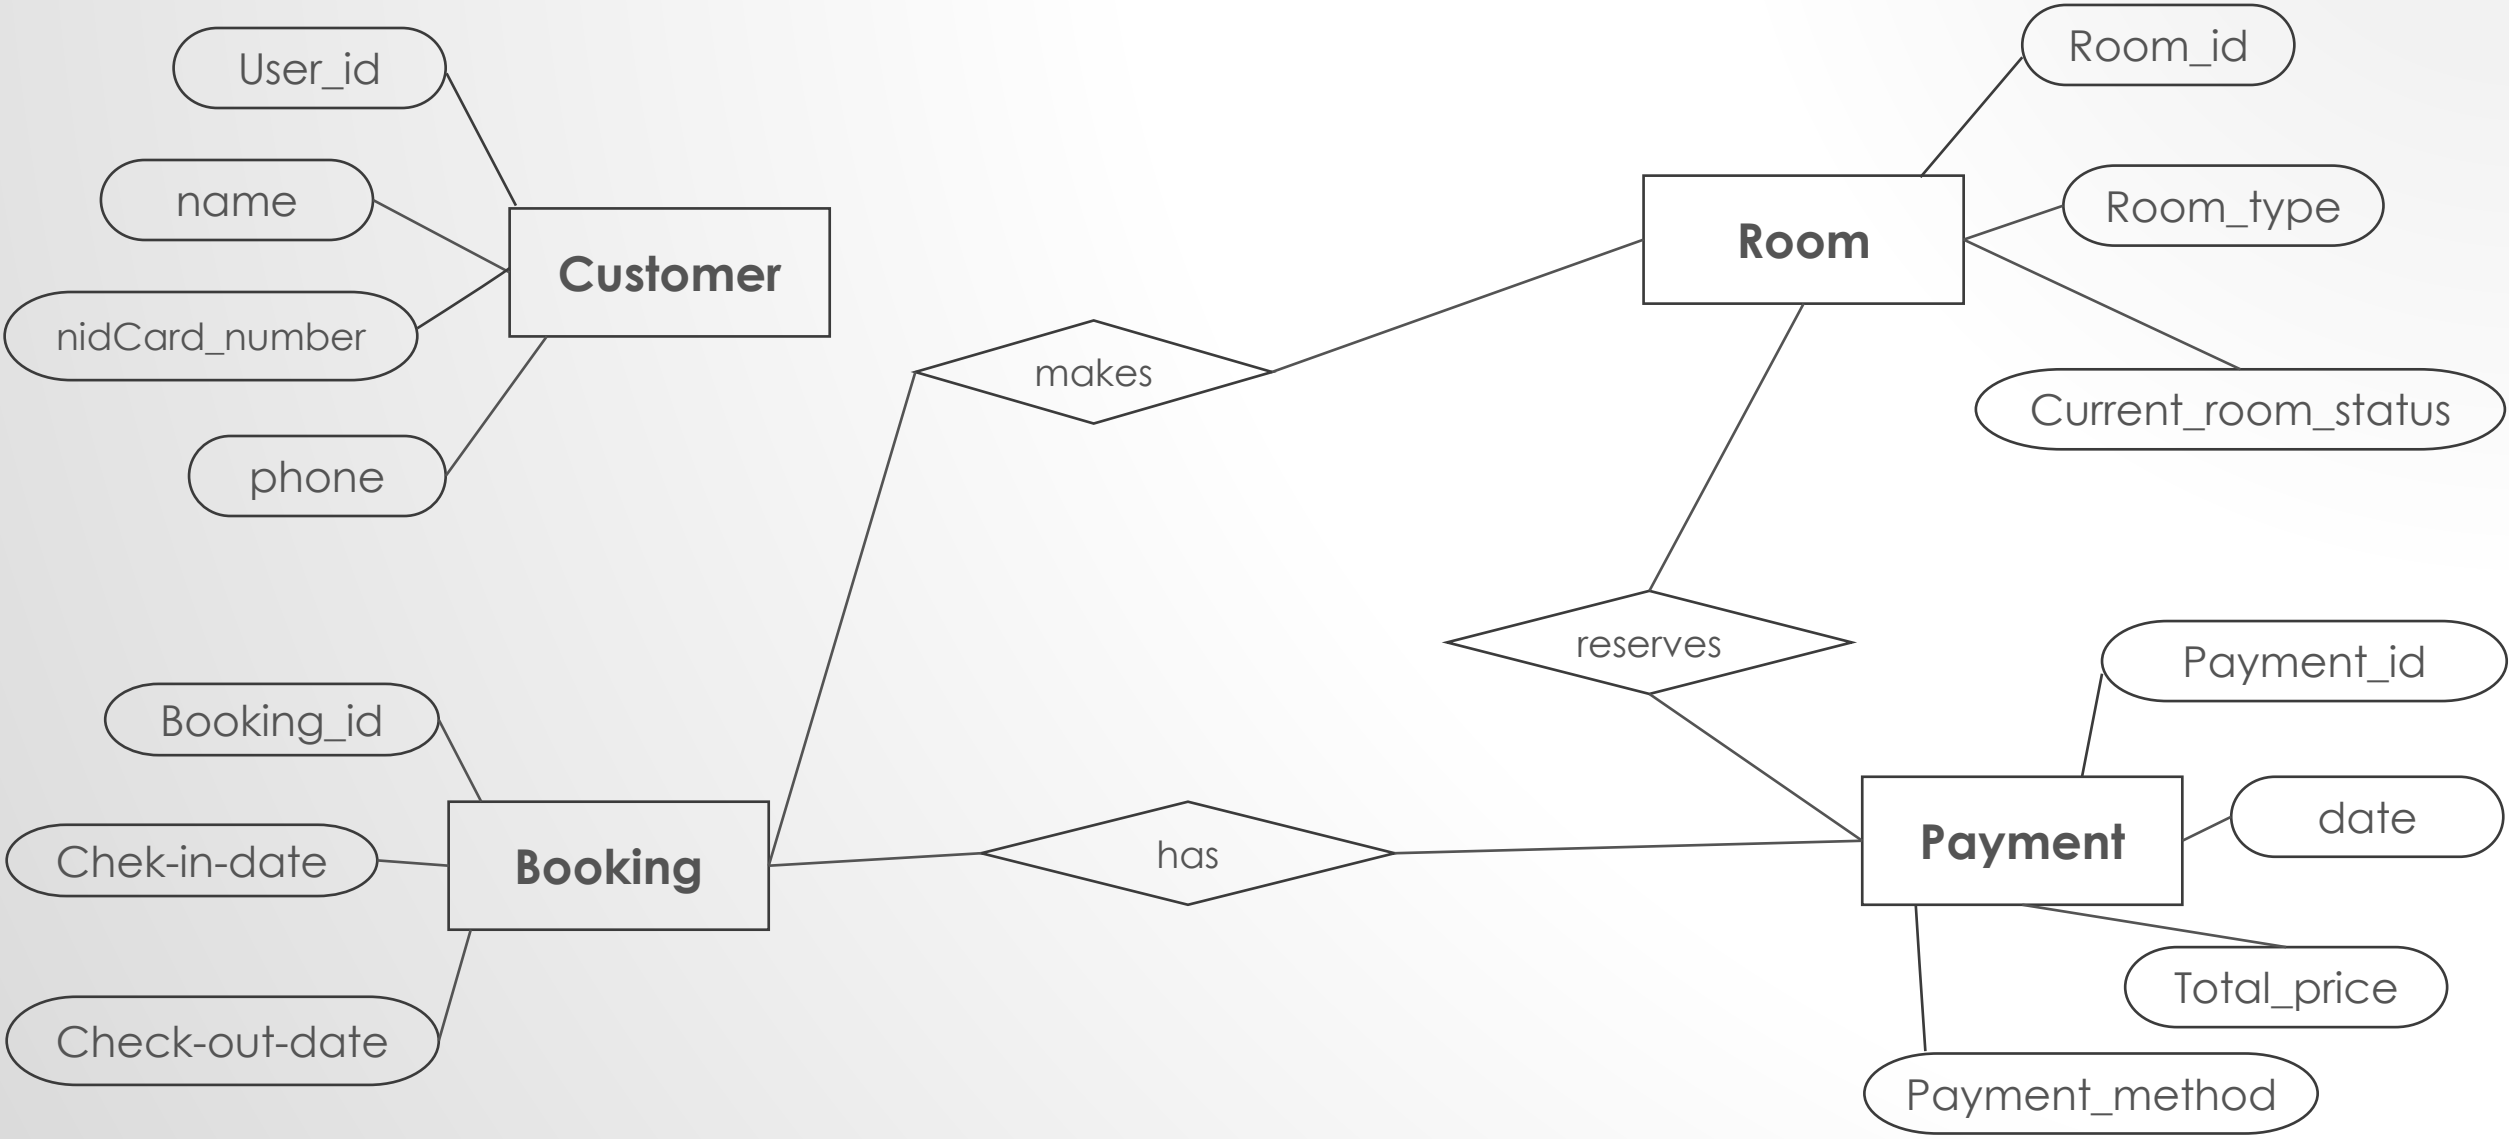 User_id
name
nidCard_number
phone
Customer
makes
Room
Room_id
Room_type
Current_room_status
reserves
Booking_id
Chek-in-date
Check-out-date
Booking
has
Payment
Payment_id
date
Total_price
Payment_method